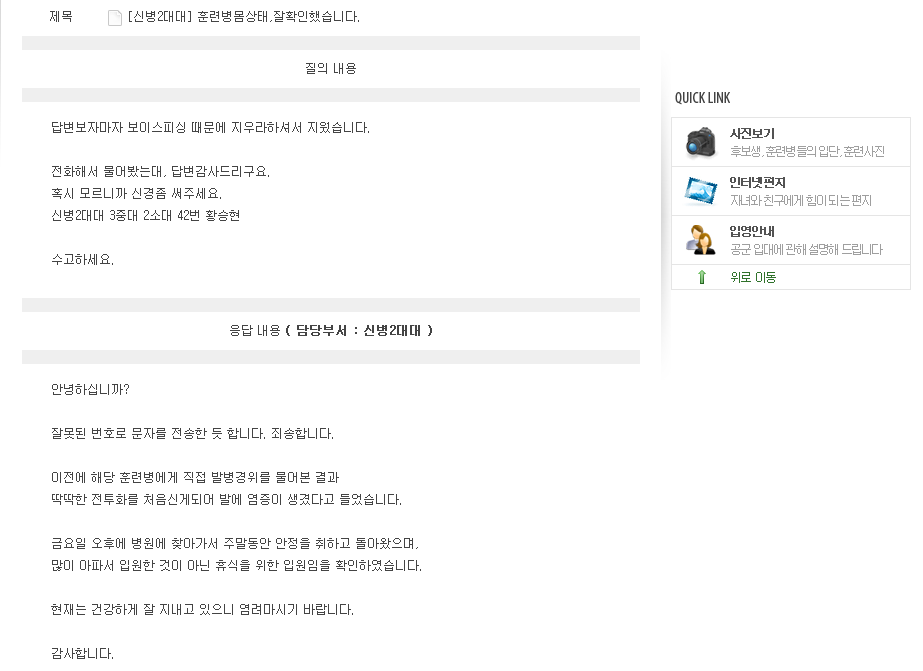 제목 [신병2대대] 훈련병몸상태,잘확인했습니다.
질의 내용
답변보자마자 보이스피싱 때문에 지우라하셔서 지웠습니다.
전화해서 물어봤는데, 답변감사드리구요.
혹시 모르니까 신경좀 써주세요.
신병2대대 3중대 2소대 42번 황승현
수고하세요.
응답 내용 ( 담당부서 : 신병2대대 )
안녕하십니까?
잘못된 번호로 문자를 전송한 듯 합니다. 죄송합니다.
이전에 해당 훈련병에게 직접 발병경위를 물어본 결과
딱딱한 전투화를 처음신게되어 발에 염증이 생겼다고 들었습니다.
금요일 오후에 병원에 찾아가서 주말동안 안정을 취하고 돌아왔으며,
많이 아파서 입원한 것이 아닌 휴식을 위한 입원임을 확인하였습니다.
현재는 건강하게 잘 지내고 있으니 염려마시기 바랍니다.
감사합니다.
QUICK LINK
사진보기
후보생, 훈련병들의 입단, 훈련사진
인터넷편지
자녀와 친구에게 힘이 되는 편지
입영안내
공군 입대에 관해 설명해 드립니다
위로 이동